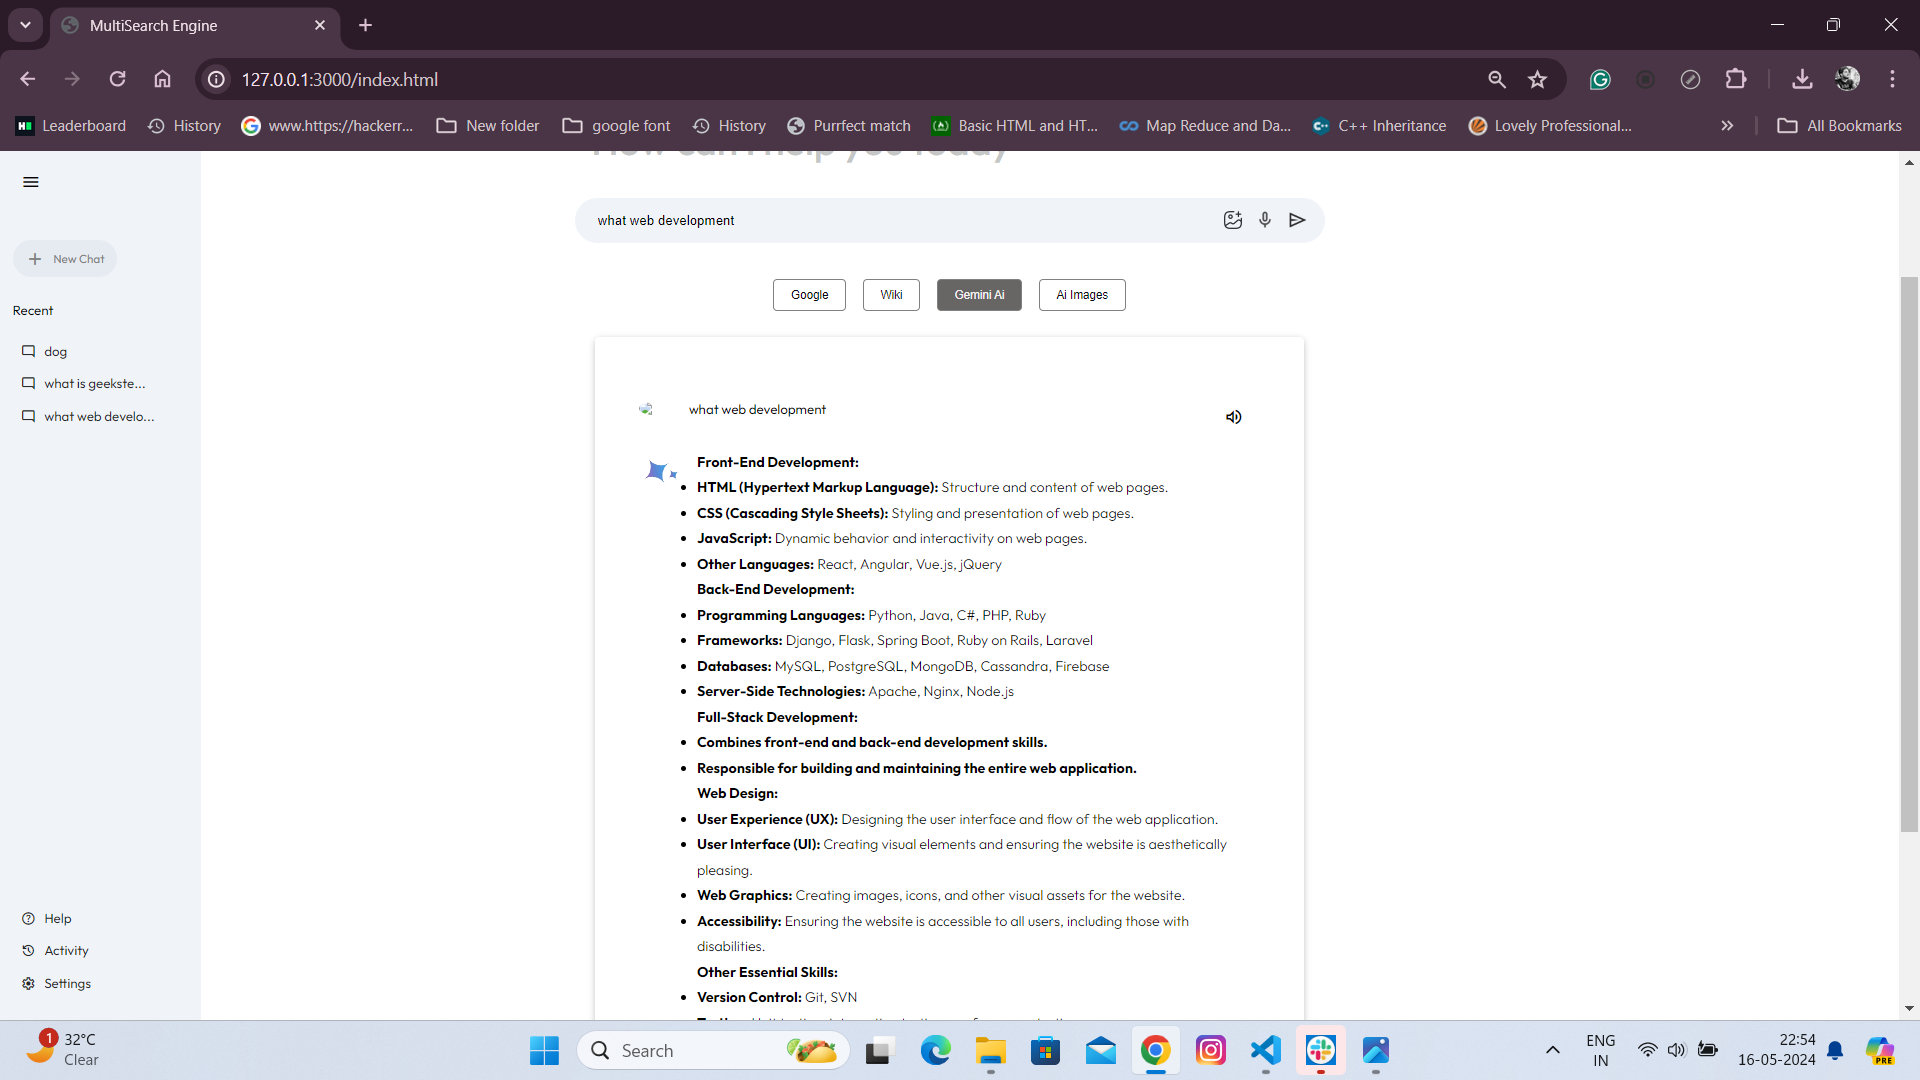 MultiSearch Engine
127.0.0.1:3000/index.html
Leaderboard
History
www.https://hackerr...
New folder
google font
History
Purrfect match
Basic HTML and HT...
Map Reduce and Da...
C++ Inheritance
Lovely Professional...
All Bookmarks
How can I help you today
what web development
Google
Wiki
Gemini Ai
Ai Images
New Chat
Recent
dog
what is geekste...
what web develo...
Help
Activity
Settings
what web development
Front-End Development:
HTML (Hypertext Markup Language): Structure and content of web pages.
CSS (Cascading Style Sheets): Styling and presentation of web pages.
JavaScript: Dynamic behavior and interactivity on web pages.
Other Languages: React, Angular, Vue.js, jQuery
Back-End Development:
Programming Languages: Python, Java, C#, PHP, Ruby
Frameworks: Django, Flask, Spring Boot, Ruby on Rails, Laravel
Databases: MySQL, PostgreSQL, MongoDB, Cassandra, Firebase
Server-Side Technologies: Apache, Nginx, Node.js
Full-Stack Development:
Combines front-end and back-end development skills.
Responsible for building and maintaining the entire web application.
Web Design:
User Experience (UX): Designing the user interface and flow of the web application.
User Interface (UI): Creating visual elements and ensuring the website is aesthetically
pleasing.
Web Graphics: Creating images, icons, and other visual assets for the website.
Accessibility: Ensuring the website is accessible to all users, including those with
disabilities.
Other Essential Skills:
Version Control: Git, SVN
1
32°C
Clear
Search
PRE
ENG
IN
22:54
16-05-2024